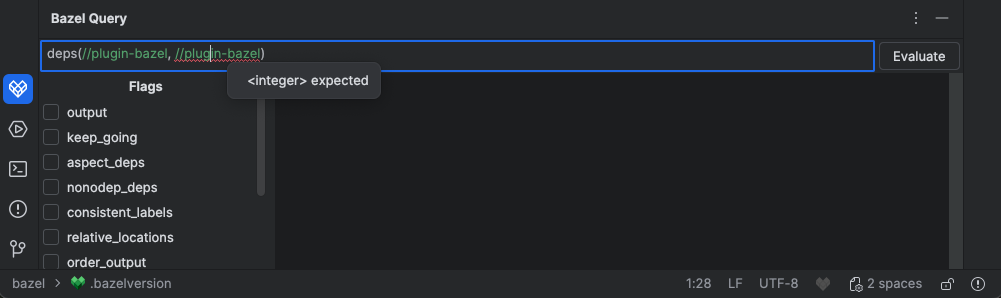 Bazel Query
deps(//plugin-bazel, //plugin-bazel)
Evaluate
<integer> expected
Flags
output
keep_going
aspect_deps
nonodep_deps
consistent_labels
relative_locations
order_output
bazel > .bazelversion
1:28 LF UTF-8 2 spaces